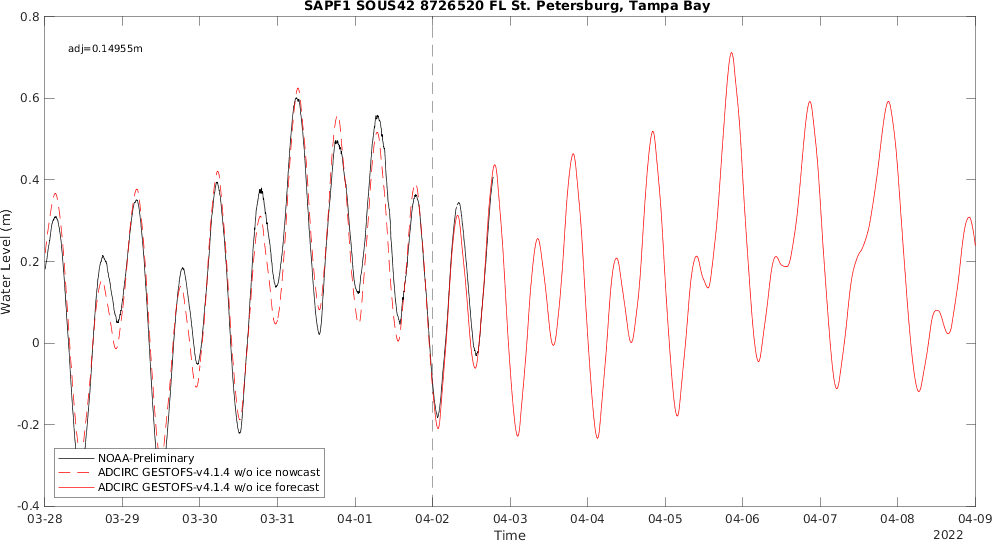 SAPF1 SOUS42 8726520 FL St. Petersburg, Tampa Bay
adj=0.14955m
0.8
0.6
0.4
0.2
0
-0.2
-0.4
Water Level (m)
NOAA-Preliminary
ADCIRC GESTOFS-v4.1.4 w/o ice nowcast
ADCIRC GESTOFS-v4.1.4 w/o ice forecast
03-28 03-29 03-30 03-31 04-01 04-02 04-03 04-04 04-05 04-06 04-07 04-08 04-09
Time
2022